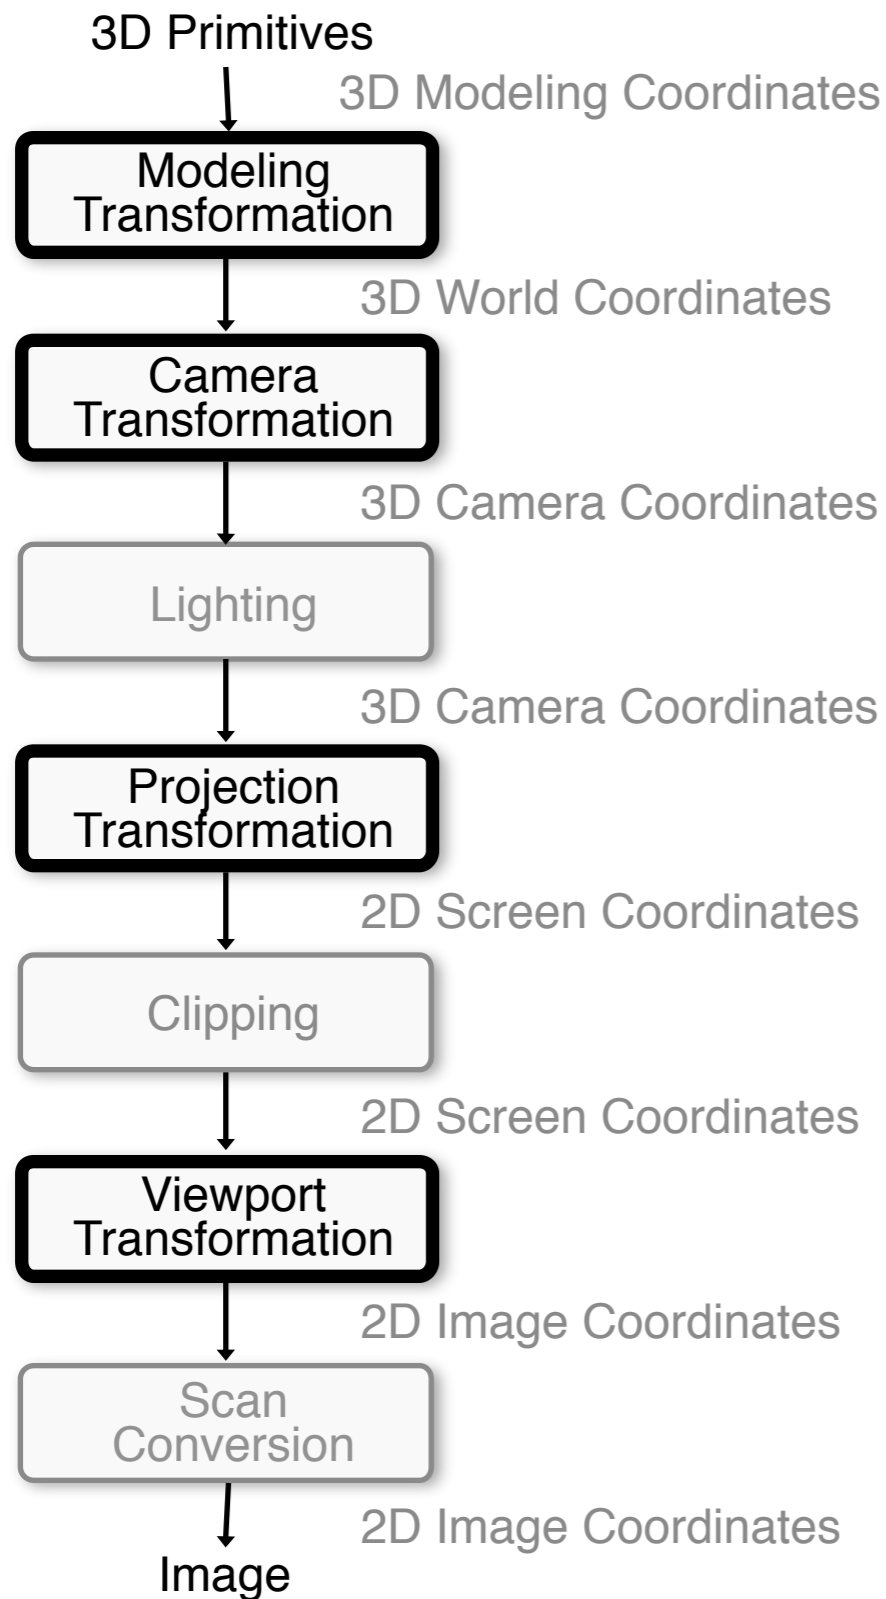 3D Primitives
3D Modeling Coordinates
Modeling
Transformation
3D World Coordinates
Camera
Transformation
3D Camera Coordinates
Lighting
3D Camera Coordinates
Projection
Transformation
2D Screen Coordinates
Clipping
2D Screen Coordinates
Viewport
Transformation
2D Image Coordinates
Scan
Conversion
2D Image Coordinates
Image